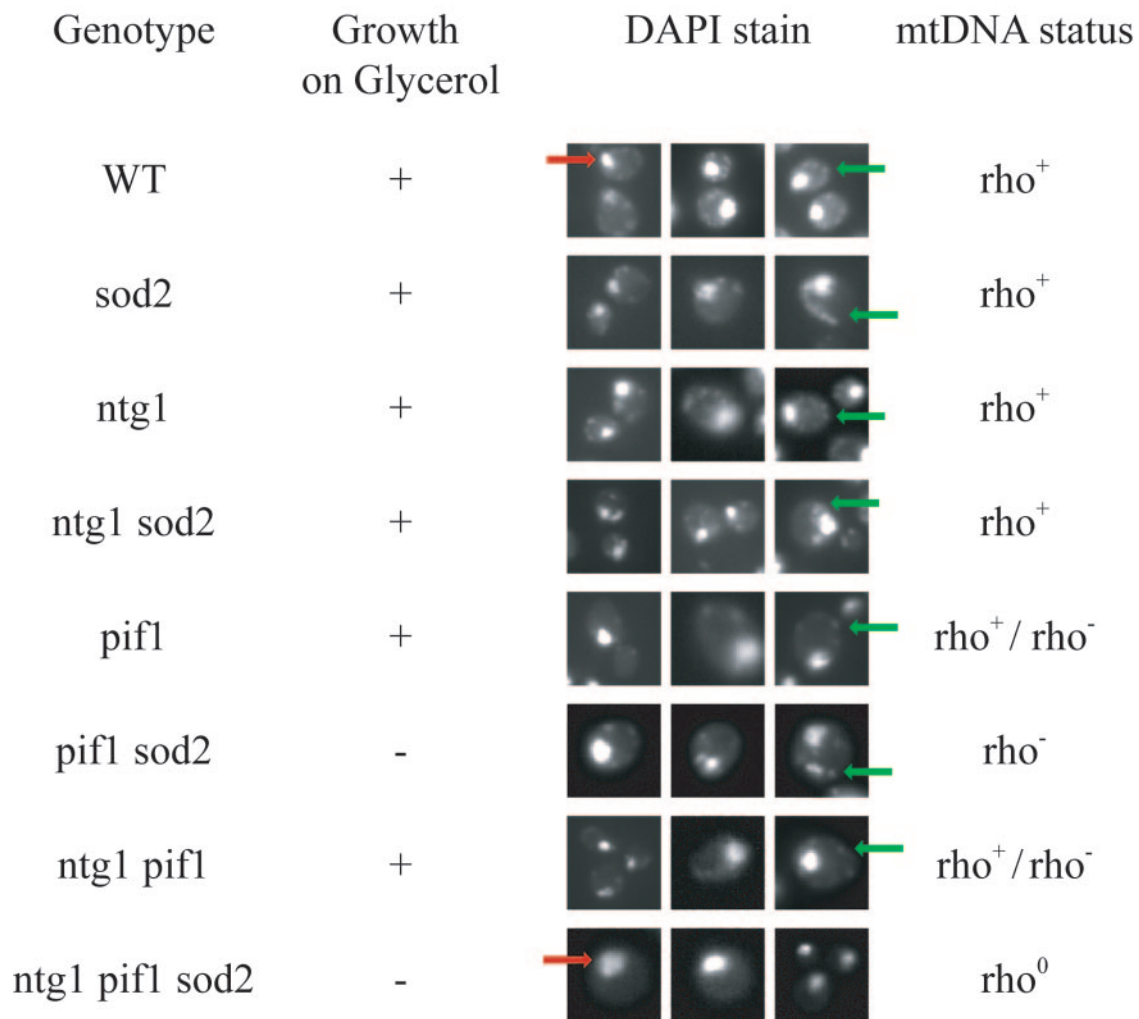 Genotype Growth on Glycerol DAPI stain mtDNA status
WT + rho+
sod2 + rho+
ntg1 + rho+
ntg1 sod2 + rho+
pif1 + rho+ / rho-
pif1 sod2 - rho-
ntg1 pif1 + rho+ / rho-
ntg1 pif1 sod2 - rho0